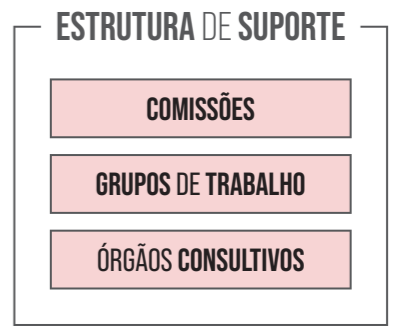 ESTRUTURA DE SUPORTE
COMISSÕES
GRUPOS DE TRABALHO
ÓRGÃOS CONSULTIVOS